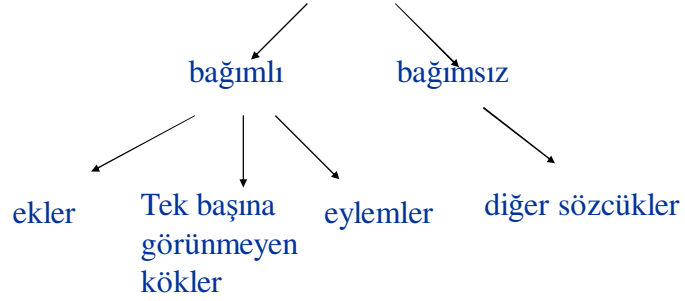 bağımlı
bağımsız
ekler
Tek başına
görünmeyen
kökler
eylemler
diğer sözcükler